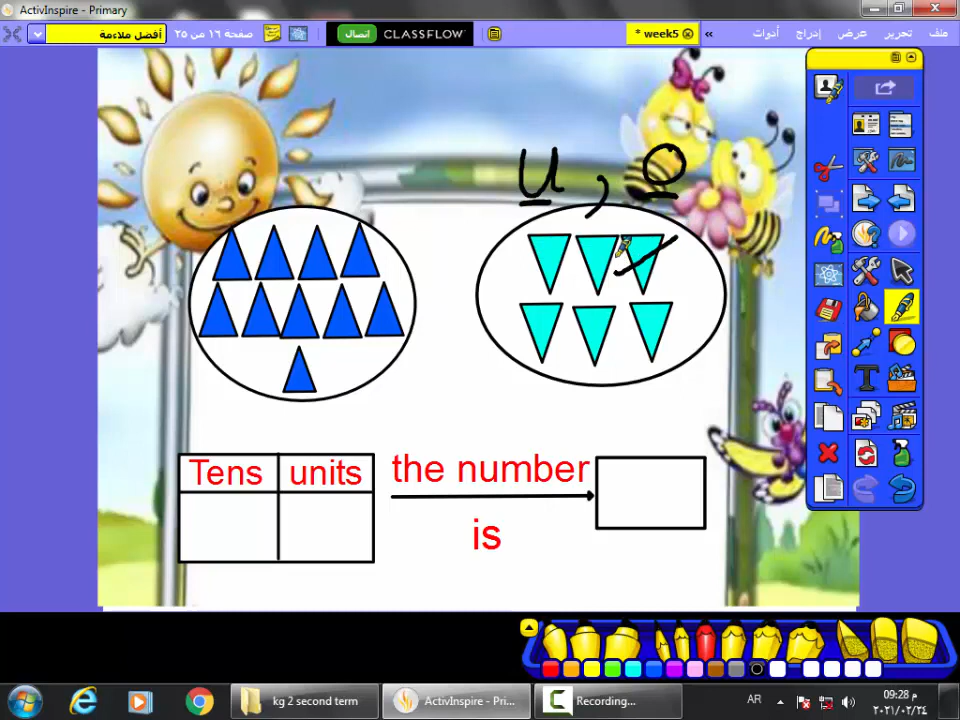 ActivInspire - Primary
أفضل ملاءمة صفحة ١٦ من ٢٥ اتصال CLASSFLOW week5 * » أدوات إدراج عرض تحرير ملف
u , o
Tens units the number
is
kg 2 second term ActivInspire - Pri... Recording... AR 09:28 م
٢٠٢١/٠٢/٢٤